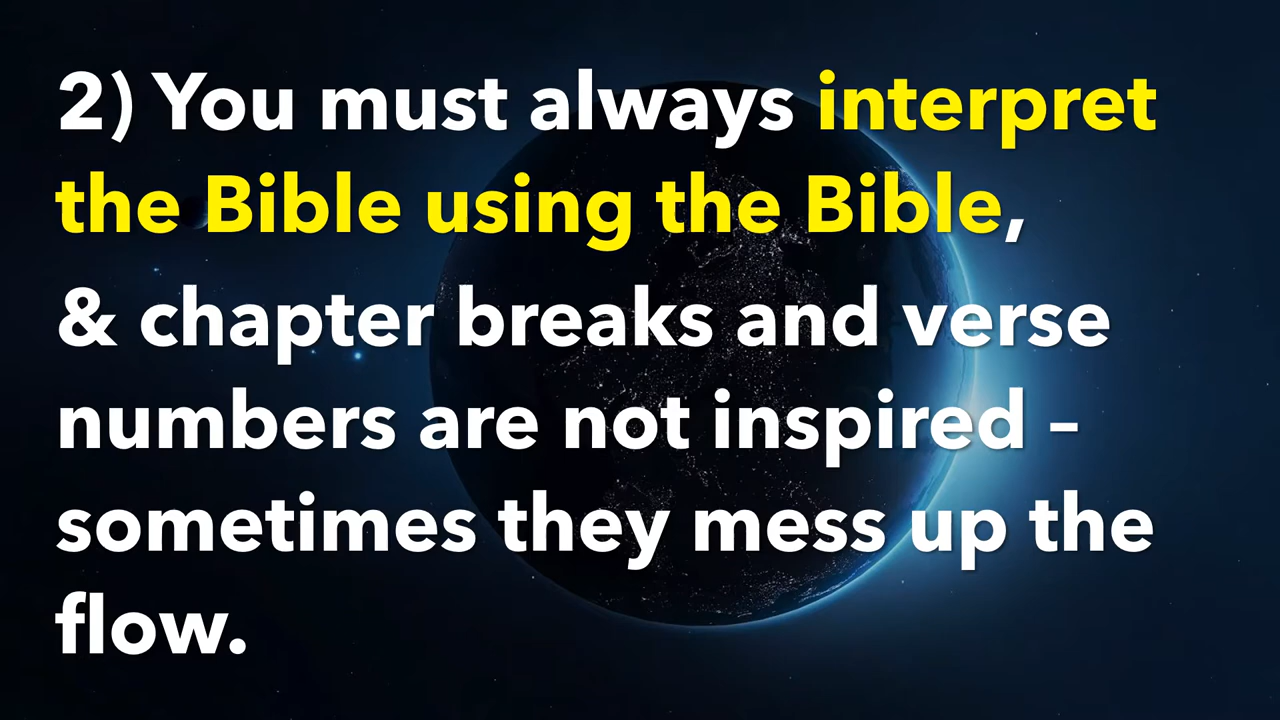 2) You must always interpret
the Bible using the Bible,
& chapter breaks and verse
numbers are not inspired –
sometimes they mess up the
flow.